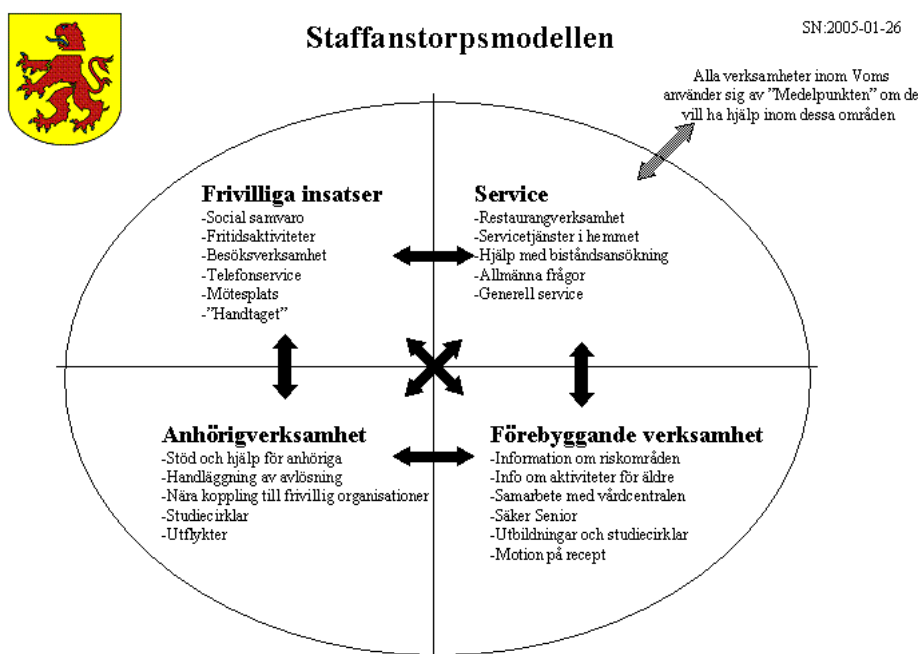 Staffanstorpsmodellen
SN:2005-01-26
Alla verksamheter inom Voms
använder sig av "Medelpunkten" om de
vill ha hjälp inom dessa områden
Frivilliga insatser
-Social samvaro
-Fritidsaktiviteter
-Besöksverksamhet
-Telefonservice
-Mötesplats
-"Handtaget"
Service
-Restaurangverksamhet
-Servicetjänster i hemmet
-Hjälp med biståndsansökning
-Allmänna frågor
-Generell service
Anhörigverksamhet
-Stöd och hjälp för anhöriga
-Handläggning av avlösning
-Nära koppling till frivillig organisationer
-Studiecirklar
-Utflykter
Förebyggande verksamhet
-Information om riskområden
-Info om aktiviteter för äldre
-Samarbete med vårdcentralen
-Säker Senior
-Utbildningar och studiecirklar
-Motion på recept